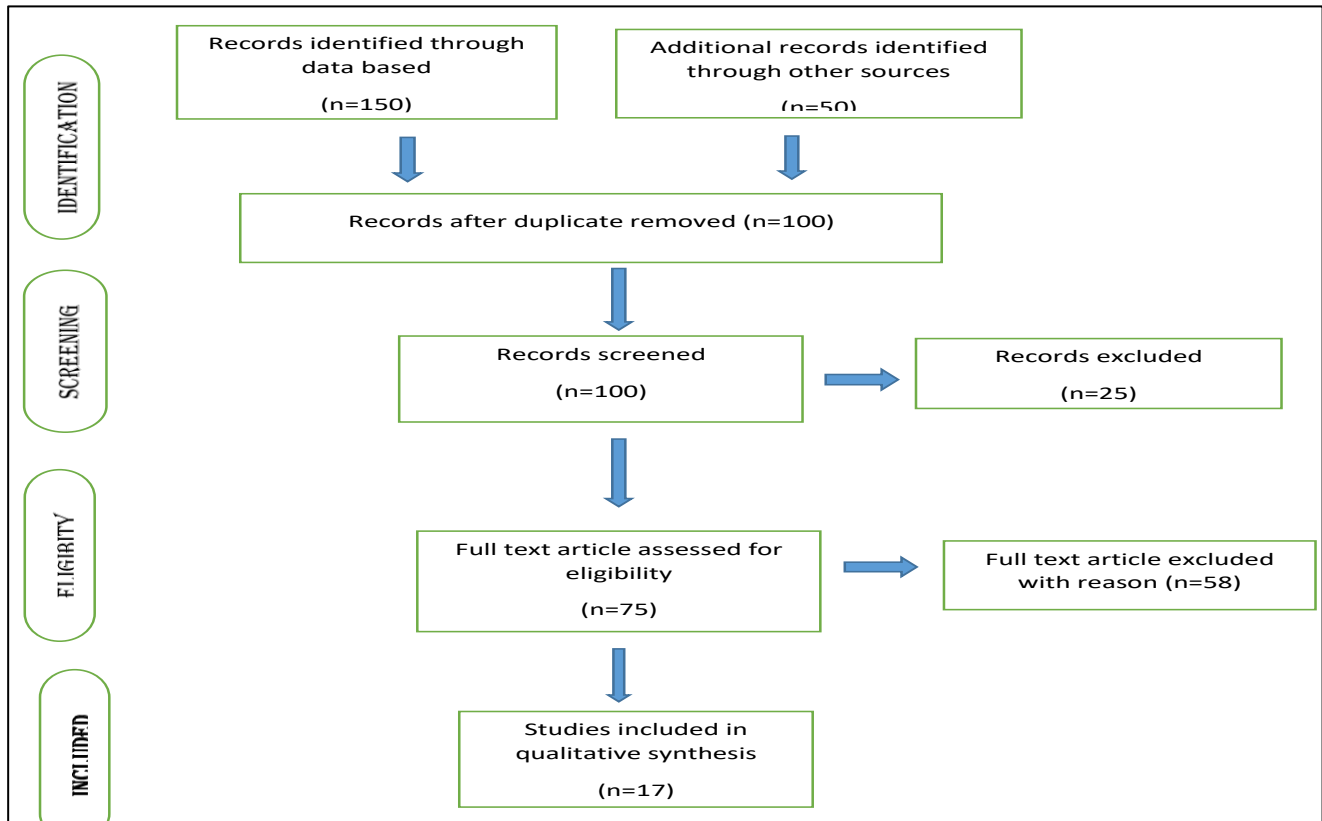 Records identified through
data based
(n=150)
Additional records identified
through other sources
(n=50)
IDENTIFICATION
Records after duplicate removed (n=100)
SCREENING
Records screened
(n=100)
Records excluded
(n=25)
ELIGIRITY
Full text article assessed for
eligibility
(n=75)
Full text article excluded
with reason (n=58)
INCLUDED
Studies included in
qualitative synthesis
(n=17)